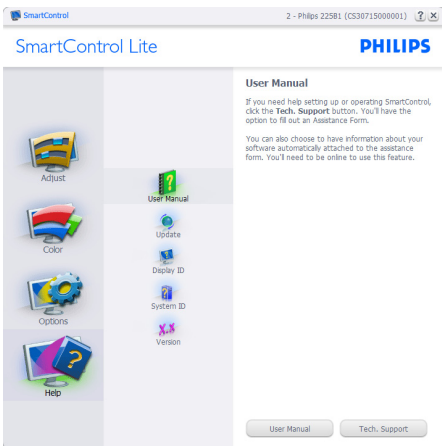 SmartControl
2 - Philips 225B1 (CS30715000001)
?
SmartControl Lite
PHILIPS
Adjust
Color
Options
Help
User Manual
Update
Display ID
System ID
Version
User Manual
If you need help setting up or operating SmartControl,
click the Tech. Support button. You'll have the
option to fill out an Assistance Form.
You can also choose to have information about your
software automatically attached to the assistance
form. You'll need to be online to use this feature.
User Manual
Tech. Support